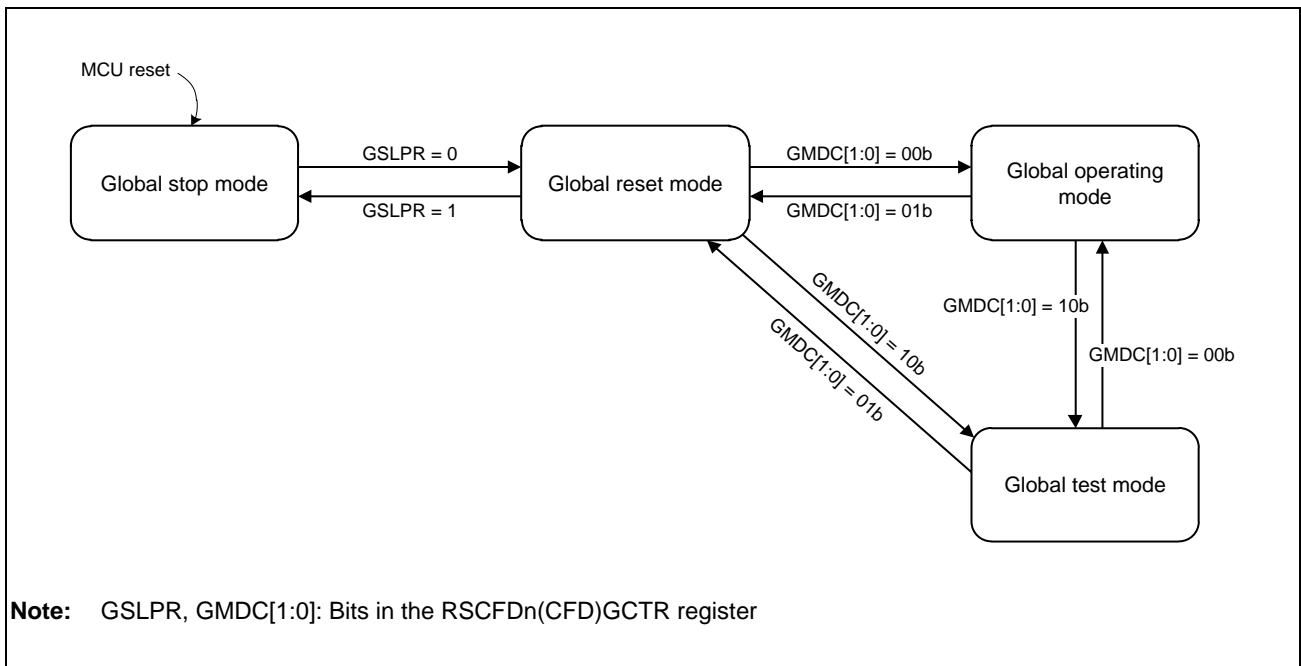 MCU reset
Global stop mode
GSLPR = 0
GSLPR = 1
Global reset mode
GMDC[1:0] = 00b
GMDC[1:0] = 01b
Global operating
mode
GMDC[1:0] = 10b
GMDC[1:0] = 01b
GMDC[1:0] = 10b
GMDC[1:0] = 00b
Global test mode
Note: GSLPR, GMDC[1:0]: Bits in the RSCFDn(CFD)GCTR register